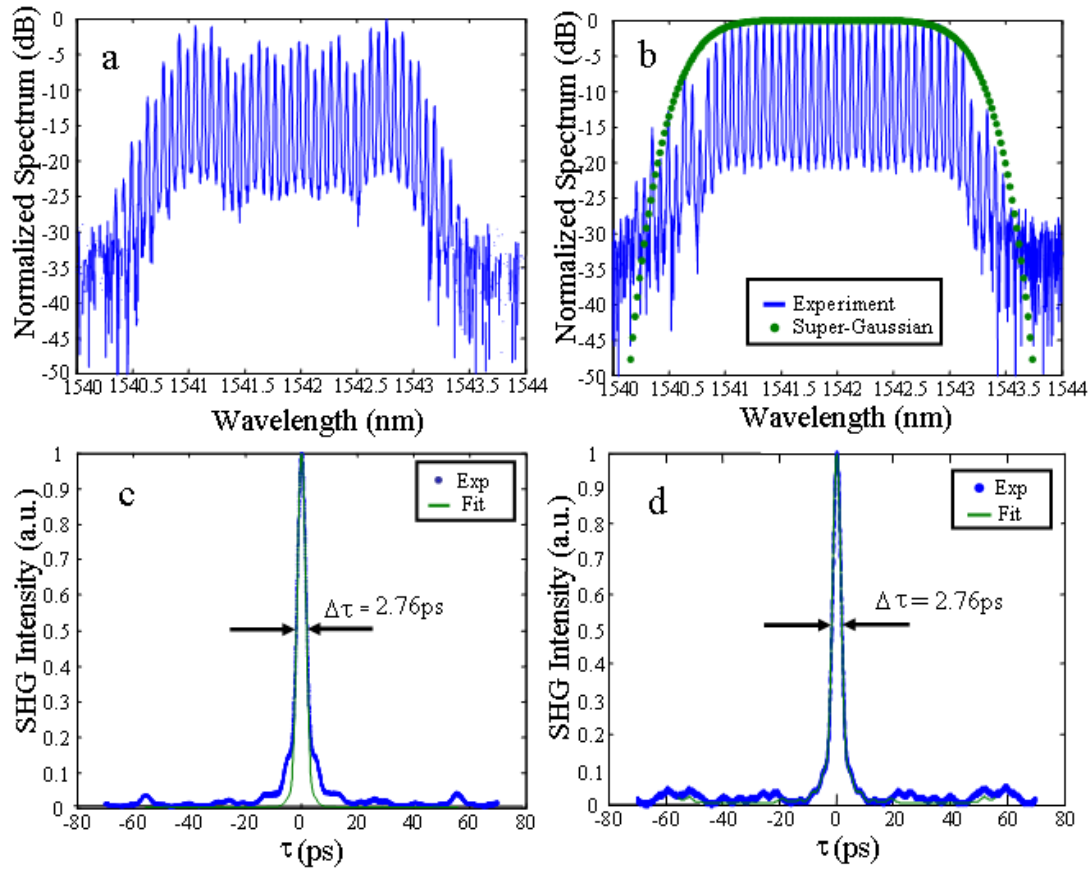 a
Normalized Spectrum (dB)
0
-5
-10
-15
-20
-25
-30
-35
-40
-45
-50
1540 1540.5 1541 1541.5 1542 1542.5 1543 1543.5 1544
Wavelength (nm)
b
Normalized Spectrum (dB)
0
-5
-10
-15
-20
-25
-30
-35
-40
-45
-50
Experiment
Super-Gaussian
1540 1540.5 1541 1541.5 1542 1542.5 1543 1543.5 1544
Wavelength (nm)
c
SHG Intensity (a.u.)
1
0.9
0.8
0.7
0.6
0.5
0.4
0.3
0.2
0.1
0
Exp
Fit
Δτ = 2.76ps
-80 -60 -40 -20 0 20 40 60 80
τ (ps)
d
SHG Intensity (a.u.)
1
0.9
0.8
0.7
0.6
0.5
0.4
0.3
0.2
0.1
0
Exp
Fit
Δτ = 2.76ps
-80 -60 -40 -20 0 20 40 60 80
τ (ps)